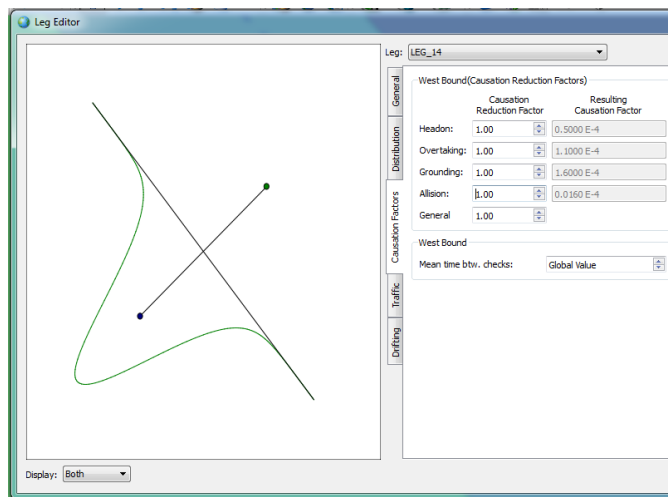 Leg Editor
Leg: LEG_14
General
Distribution
Causation Factors
Traffic
Drifting
West Bound(Causation Reduction Factors)
Causation Reduction Factor
Resulting Causation Factor
Headon: 1.00 0.5000 E-4
Overtaking: 1.00 1.1000 E-4
Grounding: 1.00 1.6000 E-4
Allision: 1.00 0.0160 E-4
General 1.00
West Bound
Mean time btw. checks: Global Value
Display: Both